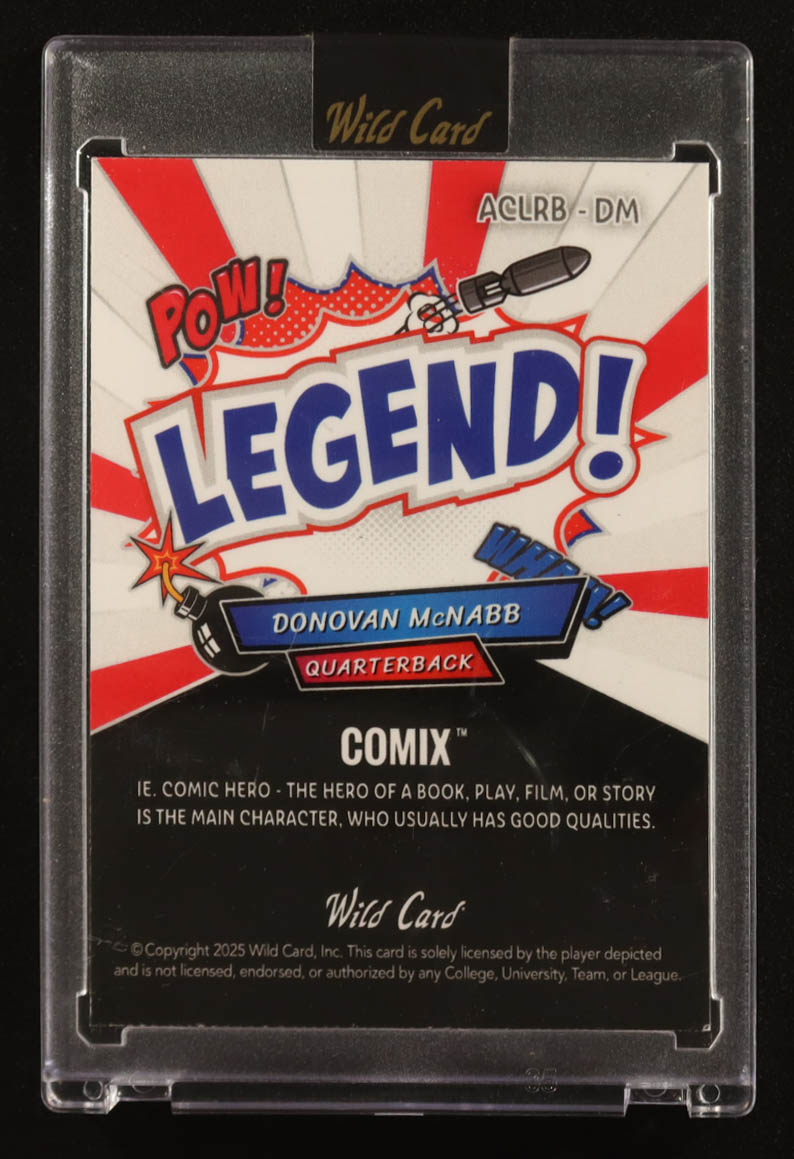 Wild Card
ACLRB - DM
POW!
LEGEND!
WHAM!
DONOVAN McNABB
QUARTERBACK
COMIX™
IE. COMIC HERO - THE HERO OF A BOOK, PLAY, FILM, OR STORY
IS THE MAIN CHARACTER, WHO USUALLY HAS GOOD QUALITIES.
Wild Card
©Copyright 2025 Wild Card, Inc. This card is solely licensed by the player depicted
and is not licensed, endorsed, or authorized by any College, University, Team, or League.